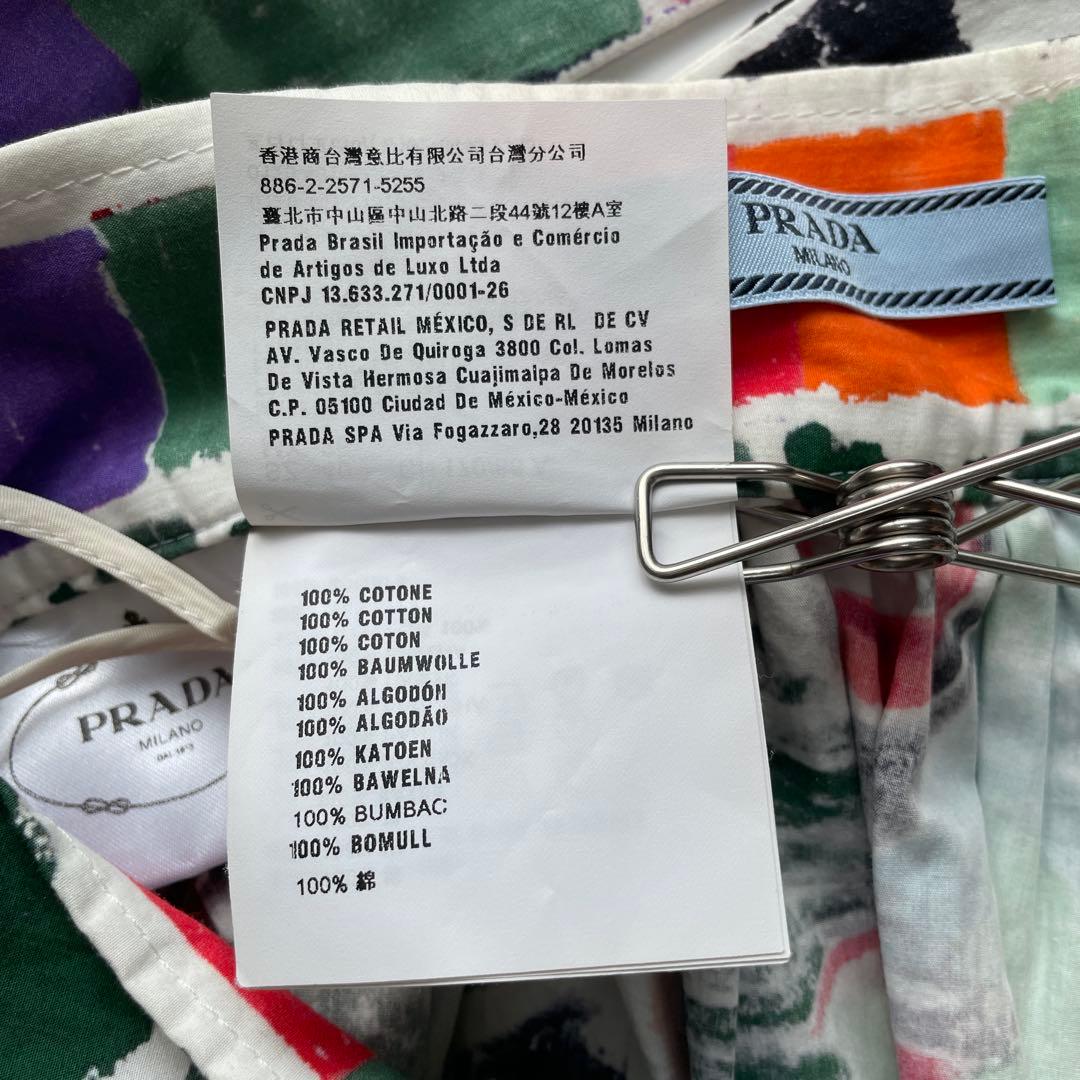 香港商台灣意比有限公司台灣分公司
886-2-2571-5255
臺北市中山區中山北路二段44號12樓A室
Prada Brasil Importação e Comércio
de Artigos de Luxo Ltda
CNPJ 13.633.271/0001-26
PRADA RETAIL MÉXICO, S DE RL DE CV
AV. Vasco De Quiroga 3800 Col. Lomas
De Vista Hermosa Cuajimalpa De Morelos
C.P. 05100 Ciudad De México-México
PRADA SPA Via Fogazzaro,28 20135 Milano
PRADA
MILANO
100% COTONE
100% COTTON
100% COTON
100% BAUMWOLLE
100% ALGODÓN
100% ALGODÃO
100% KATOEN
100% BAWELNA
100% BUMBAC
100% BOMULL
100% 綿
PRADA
MILANO
DAL 1913